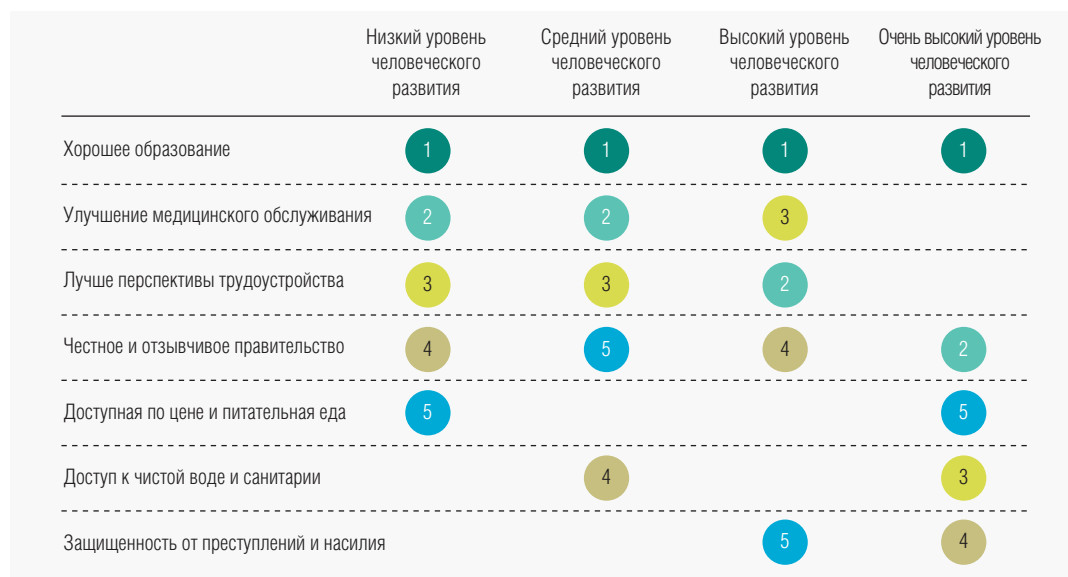 Низкий уровень человеческого развития
Средний уровень человеческого развития
Высокий уровень человеческого развития
Очень высокий уровень человеческого развития
Хорошее образование 1 1 1 1
Улучшение медицинского обслуживания 2 2 3
Лучше перспективы трудоустройства 3 3 2
Честное и отзывчивое правительство 4 5 4 2
Доступная по цене и питательная еда 5 5
Доступ к чистой воде и санитарии 4 3
Защищенность от преступлений и насилия 5 4